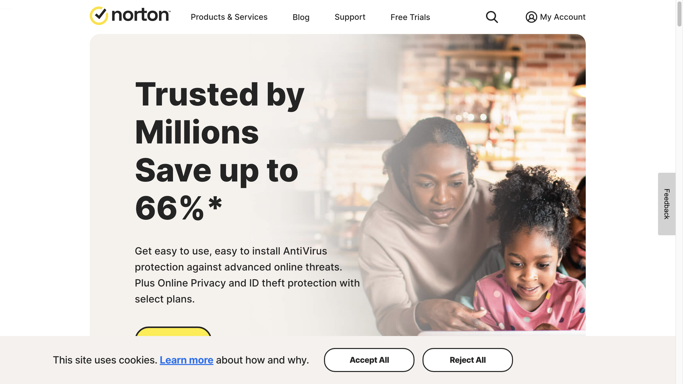 norton
Products & Services
Blog
Support
Free Trials
My Account
Trusted by
Millions
Save up to
66%*
Get easy to use, easy to install AntiVirus
protection against advanced online threats.
Plus Online Privacy and ID theft protection with
select plans.
Feedback
This site uses cookies. Learn more about how and why.
Accept All
Reject All